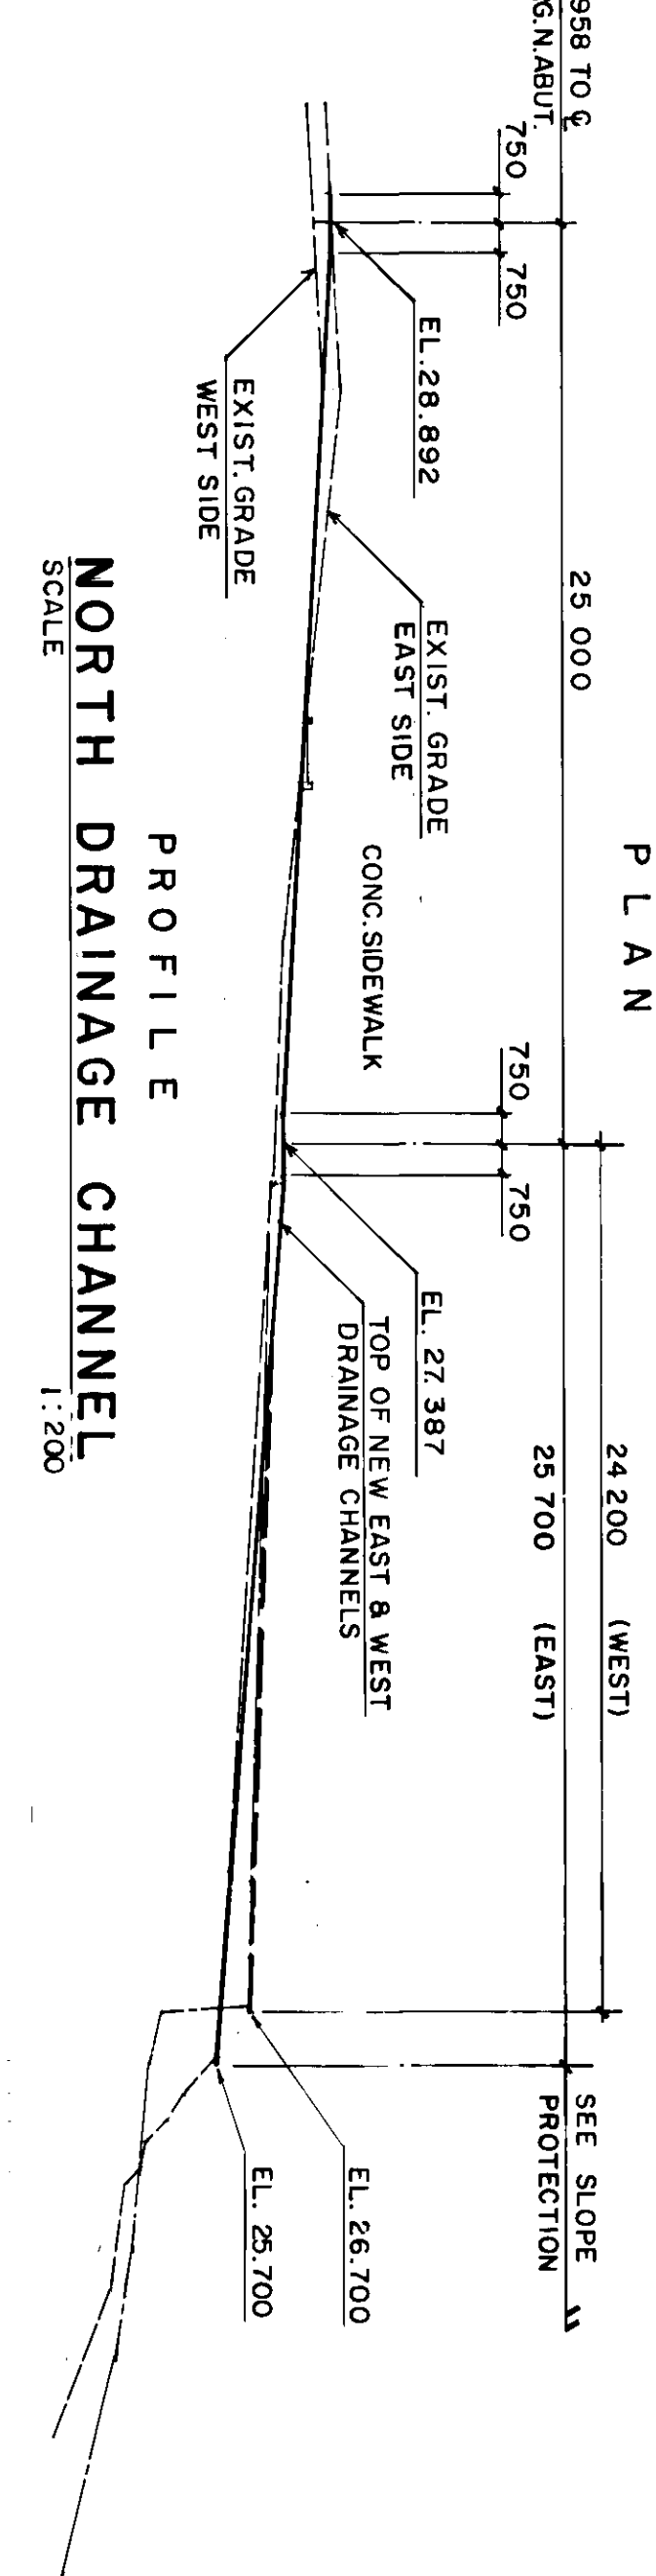 PLAN
958 TO ℄
G.N.ABUT.
750
750
25 000
750
750
24 200 (WEST)
25 700 (EAST)
SEE SLOPE
PROTECTION
EL.28.892
EXIST. GRADE
EAST SIDE
CONC.SIDEWALK
EL. 27.387
TOP OF NEW EAST & WEST
DRAINAGE CHANNELS
EL. 26.700
EL. 25.700
EXIST. GRADE
WEST SIDE
PROFILE
NORTH DRAINAGE CHANNEL
SCALE 1:200